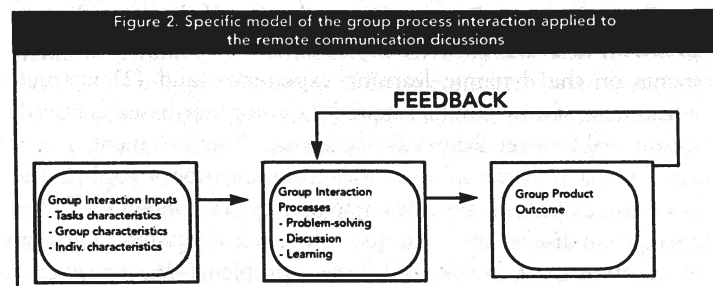 Figure 2. Specific model of the group process interaction applied to
the remote communication dicussions
FEEDBACK
Group Interaction Inputs
- Tasks characteristics
- Group characteristics
- Indiv. characteristics
Group Interaction
Processes
- Problem-solving
- Discussion
- Learning
Group Product
Outcome